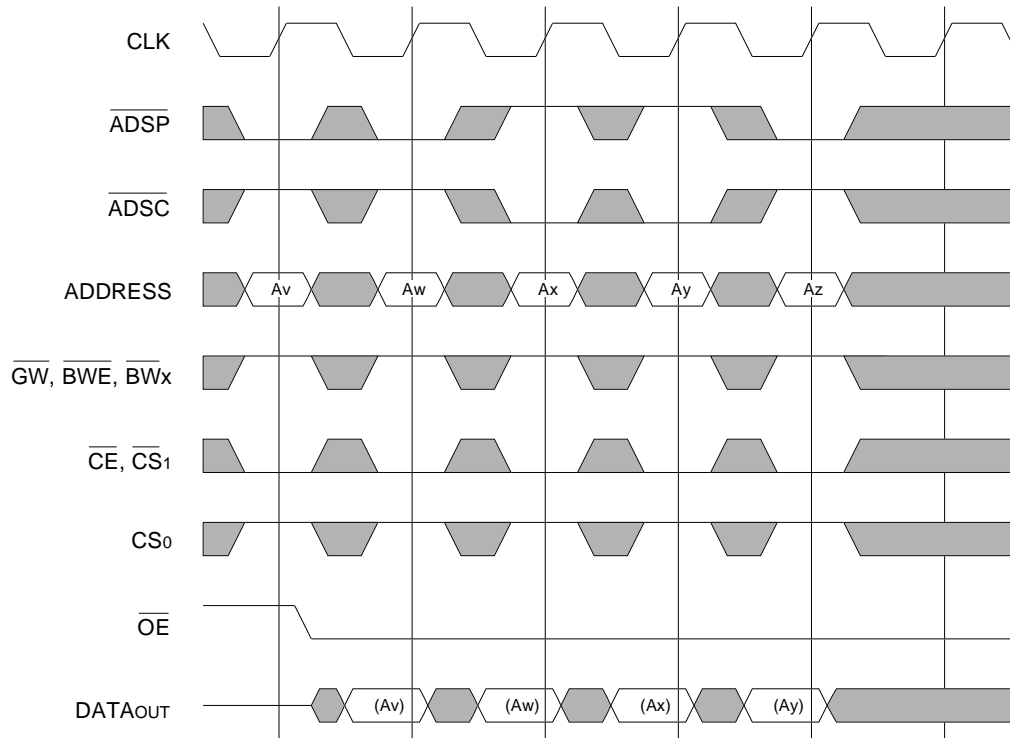 CLK
ADSP
ADSC
ADDRESS Av Aw Ax Ay Az
GW, BWE, BWx
CE, CS1
CS0
OE
DATAOUT (Av) (Aw) (Ax) (Ay)